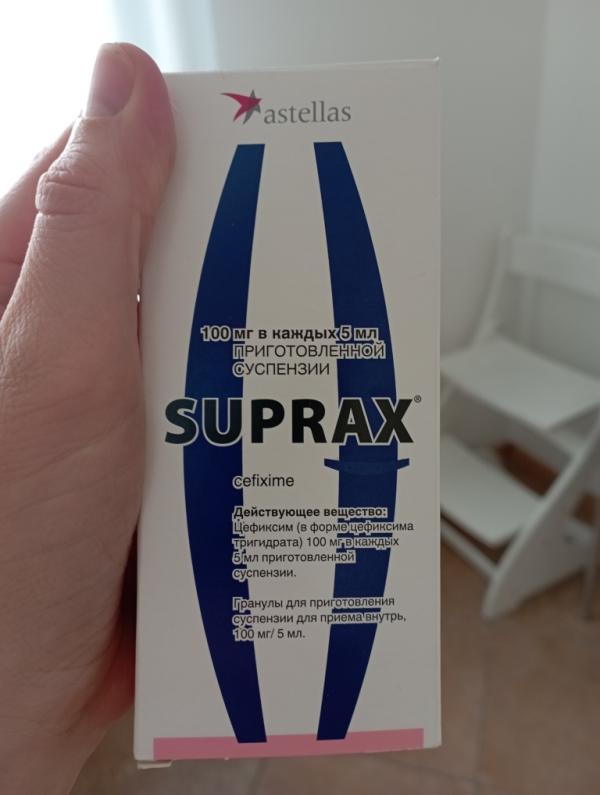 astellas
100 мг в каждых 5 мл
ПРИГОТОВЛЕННОЙ
СУСПЕНЗИИ
SUPRAX®
cefixime
Действующее вещество:
Цефиксим (в форме цефиксима
тригидрата) 100 мг в каждых
5 мл приготовленной
суспензии.
Гранулы для приготовления
суспензии для приема внутрь,
100 мг/ 5 мл.